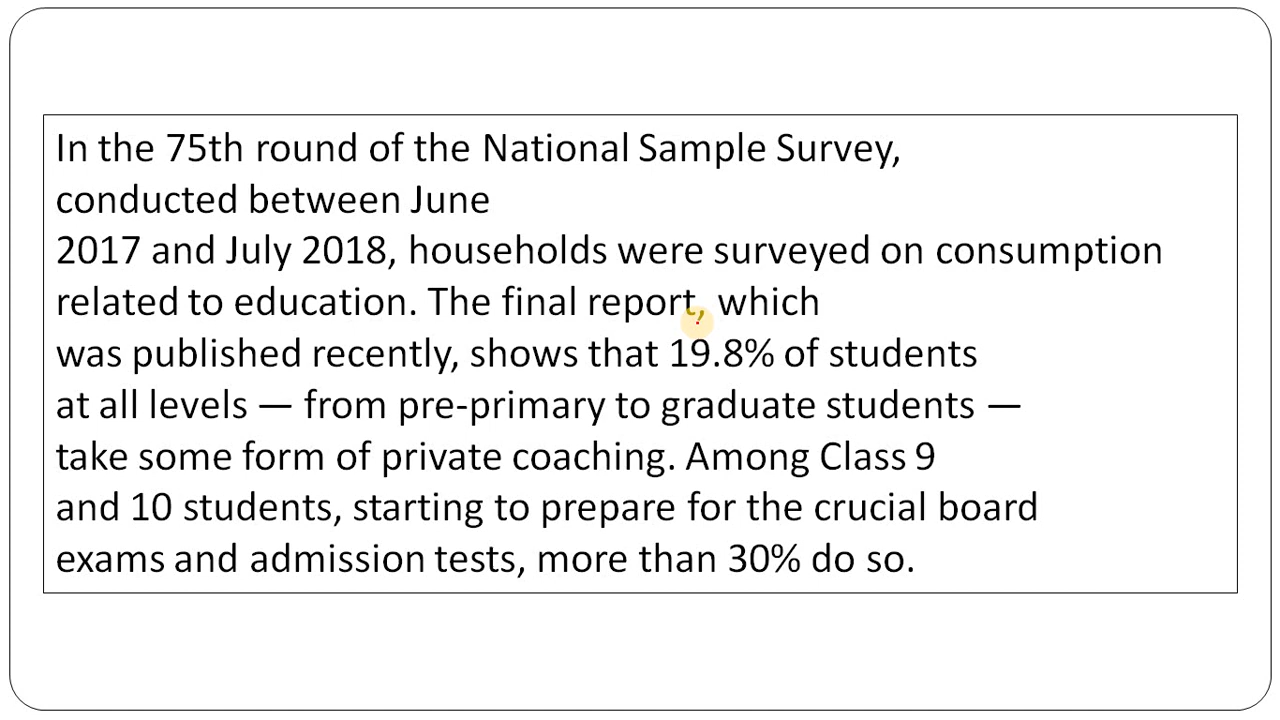 In the 75th round of the National Sample Survey,
conducted between June
2017 and July 2018, households were surveyed on consumption
related to education. The final report, which
was published recently, shows that 19.8% of students
at all levels — from pre-primary to graduate students —
take some form of private coaching. Among Class 9
and 10 students, starting to prepare for the crucial board
exams and admission tests, more than 30% do so.